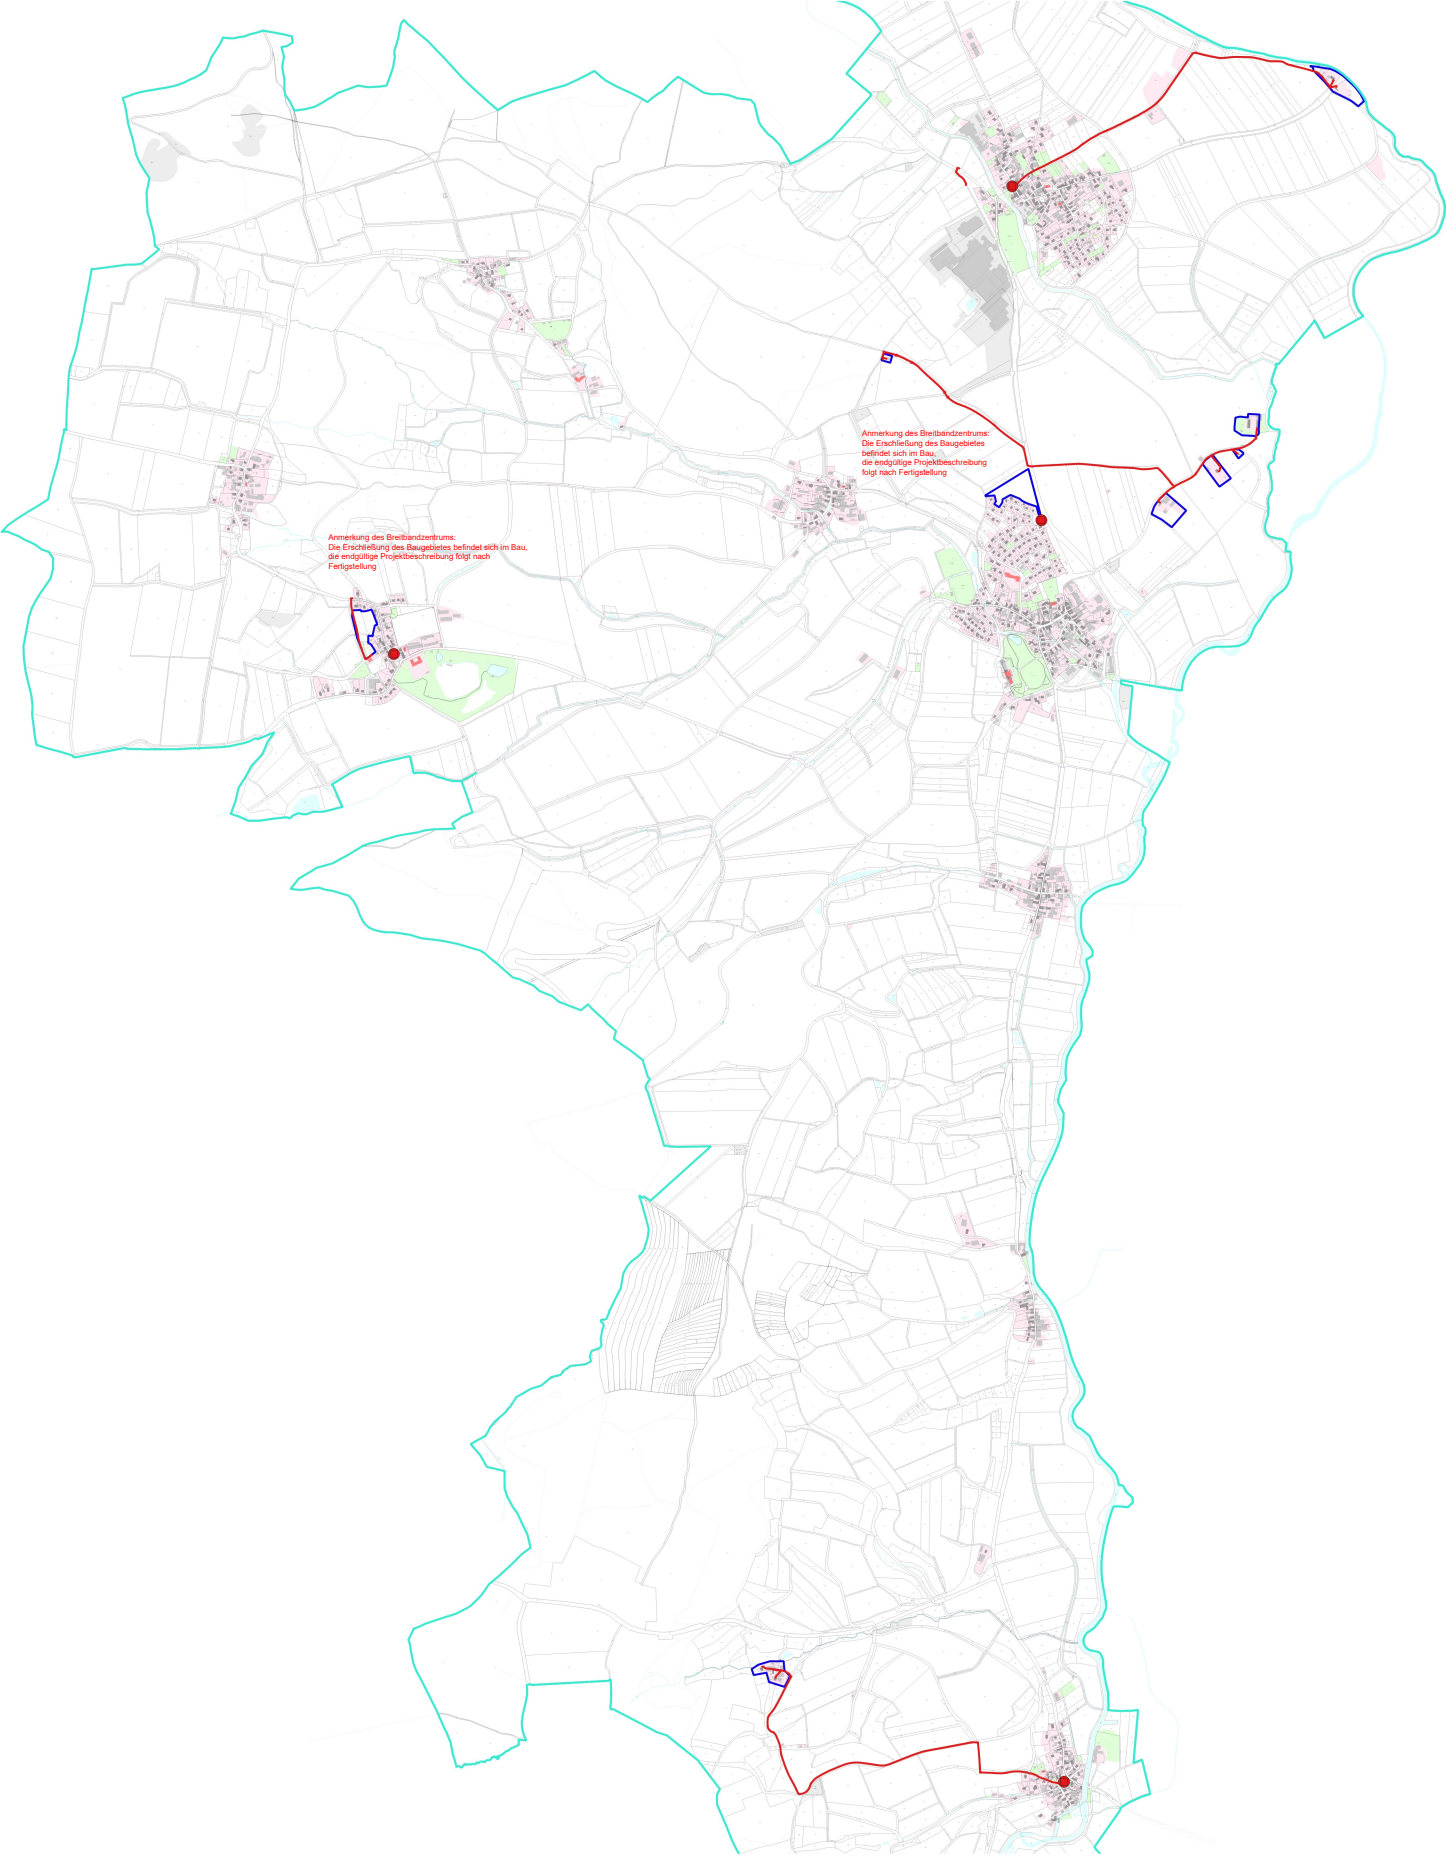 Anmerkung des Breitbandzentrums:
Die Erschließung des Baugebietes
befindet sich im Bau,
die endgültige Projektbeschreibung
folgt nach Fertigstellung
Anmerkung des Breitbandzentrums:
Die Erschließung des Baugebietes befindet sich im Bau,
die endgültige Projektbeschreibung folgt nach
Fertigstellung